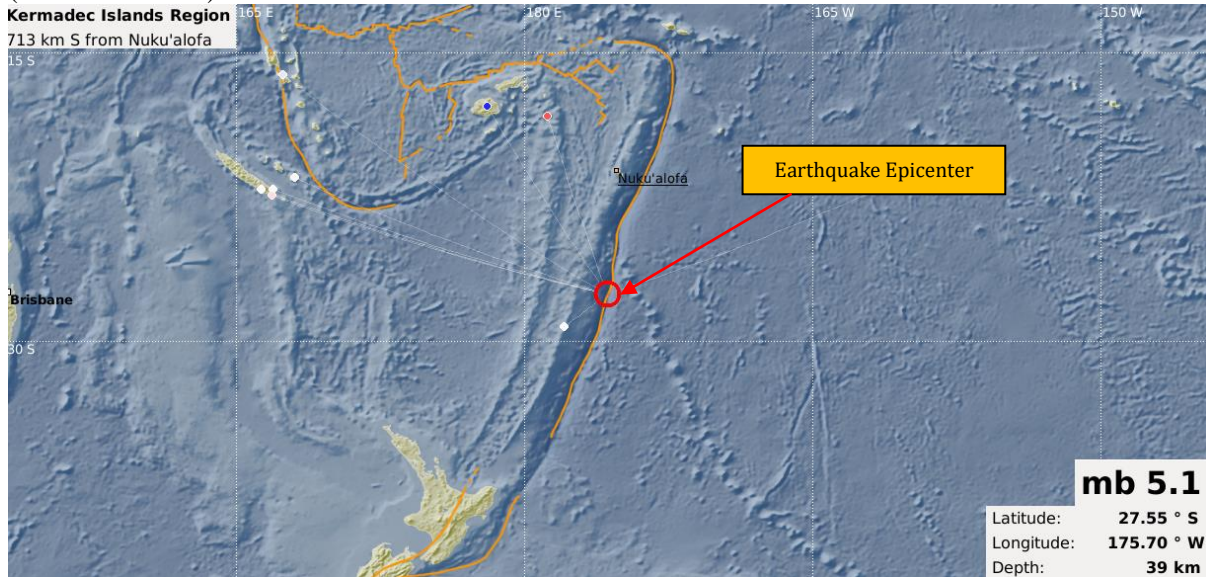 Kermadec Islands Region
713 km S from Nuku'alofa
165 E
180 E
165 W
150 W
15 S
Earthquake Epicenter
Nuku'alofa
Brisbane
30 S
mb 5.1
Latitude: 27.55 ° S
Longitude: 175.70 ° W
Depth: 39 km